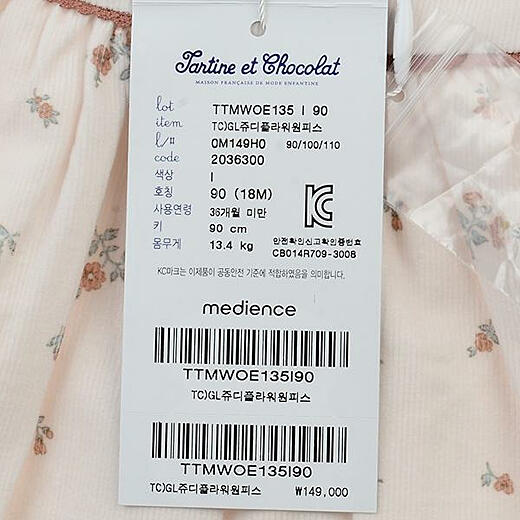 Tartine et Chocolat
MAISON FRANÇAISE DE MODE ENFANTINE
lot TTMWOE135 I 90
item TC)GL쥬디플라워원피스
l/# 0M149H0 90/100/110
code 2036300
색상 I
호칭 90 (18M)
사용연령 36개월 미만
키 90 cm
몸무게 13.4 kg
안전확인신고확인증번호
CB014R709-3008
KC마크는 이제품이 공동안전 기준에 적합하였음을 의미합니다.
medience
TTMWOE135I90
TC)GL쥬디플라워원피스
TTMWOE135I90
TC)GL쥬디플라워원피스 ₩149,000